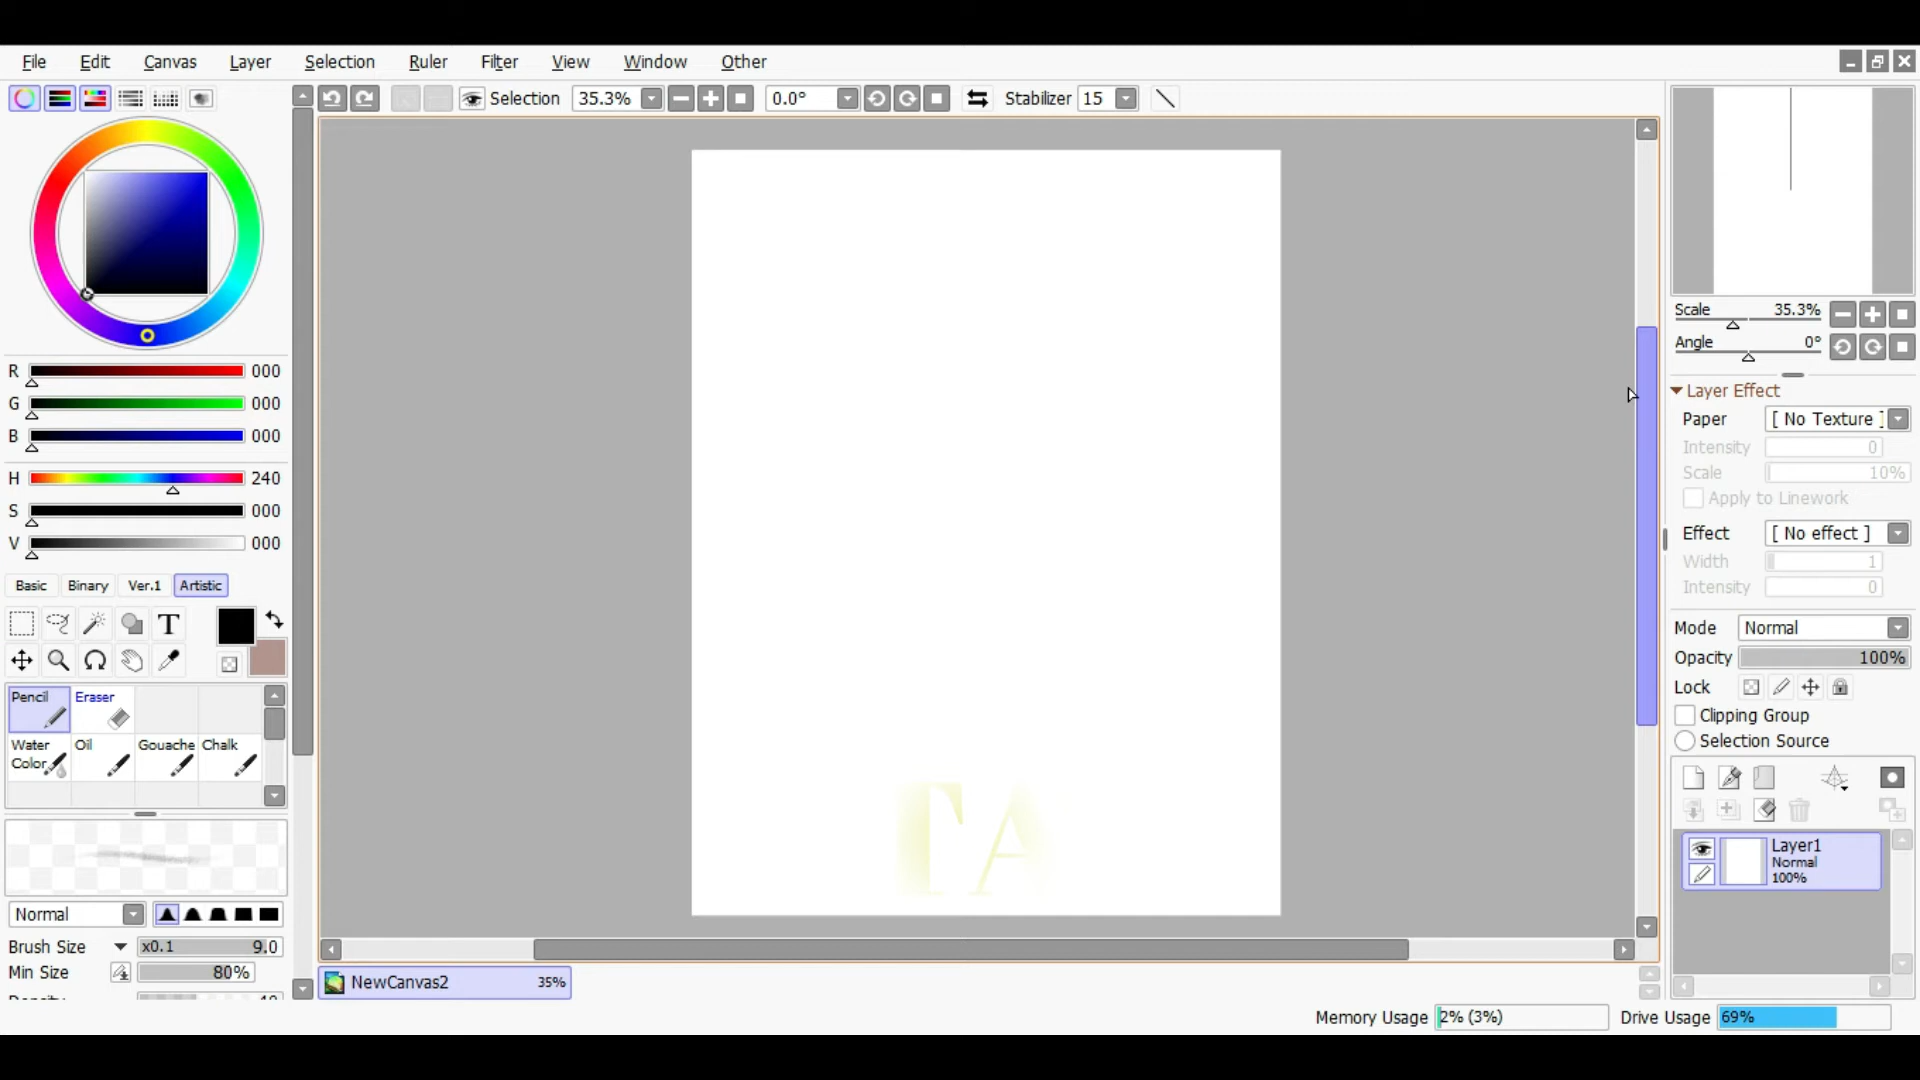 File Edit Canvas Layer Selection Ruler Filter View Window Other
Selection 35.3% 0.0° Stabilizer 15
R 000
G 000
B 000
H 240
S 000
V 000
Basic Binary Ver.1 Artistic
T
Pencil Eraser
Water Color Oil Gouache Chalk
Normal
Brush Size x0.1 9.0
Min Size 80%
TA
NewCanvas2 35%
Scale 35.3%
Angle 0°
Layer Effect
Paper [ No Texture ]
Intensity 0
Scale 10%
Apply to Linework
Effect [ No effect ]
Width 1
Intensity 0
Mode Normal
Opacity 100%
Lock
Clipping Group
Selection Source
Layer1
Normal
100%
Memory Usage 2% (3%) Drive Usage 69%